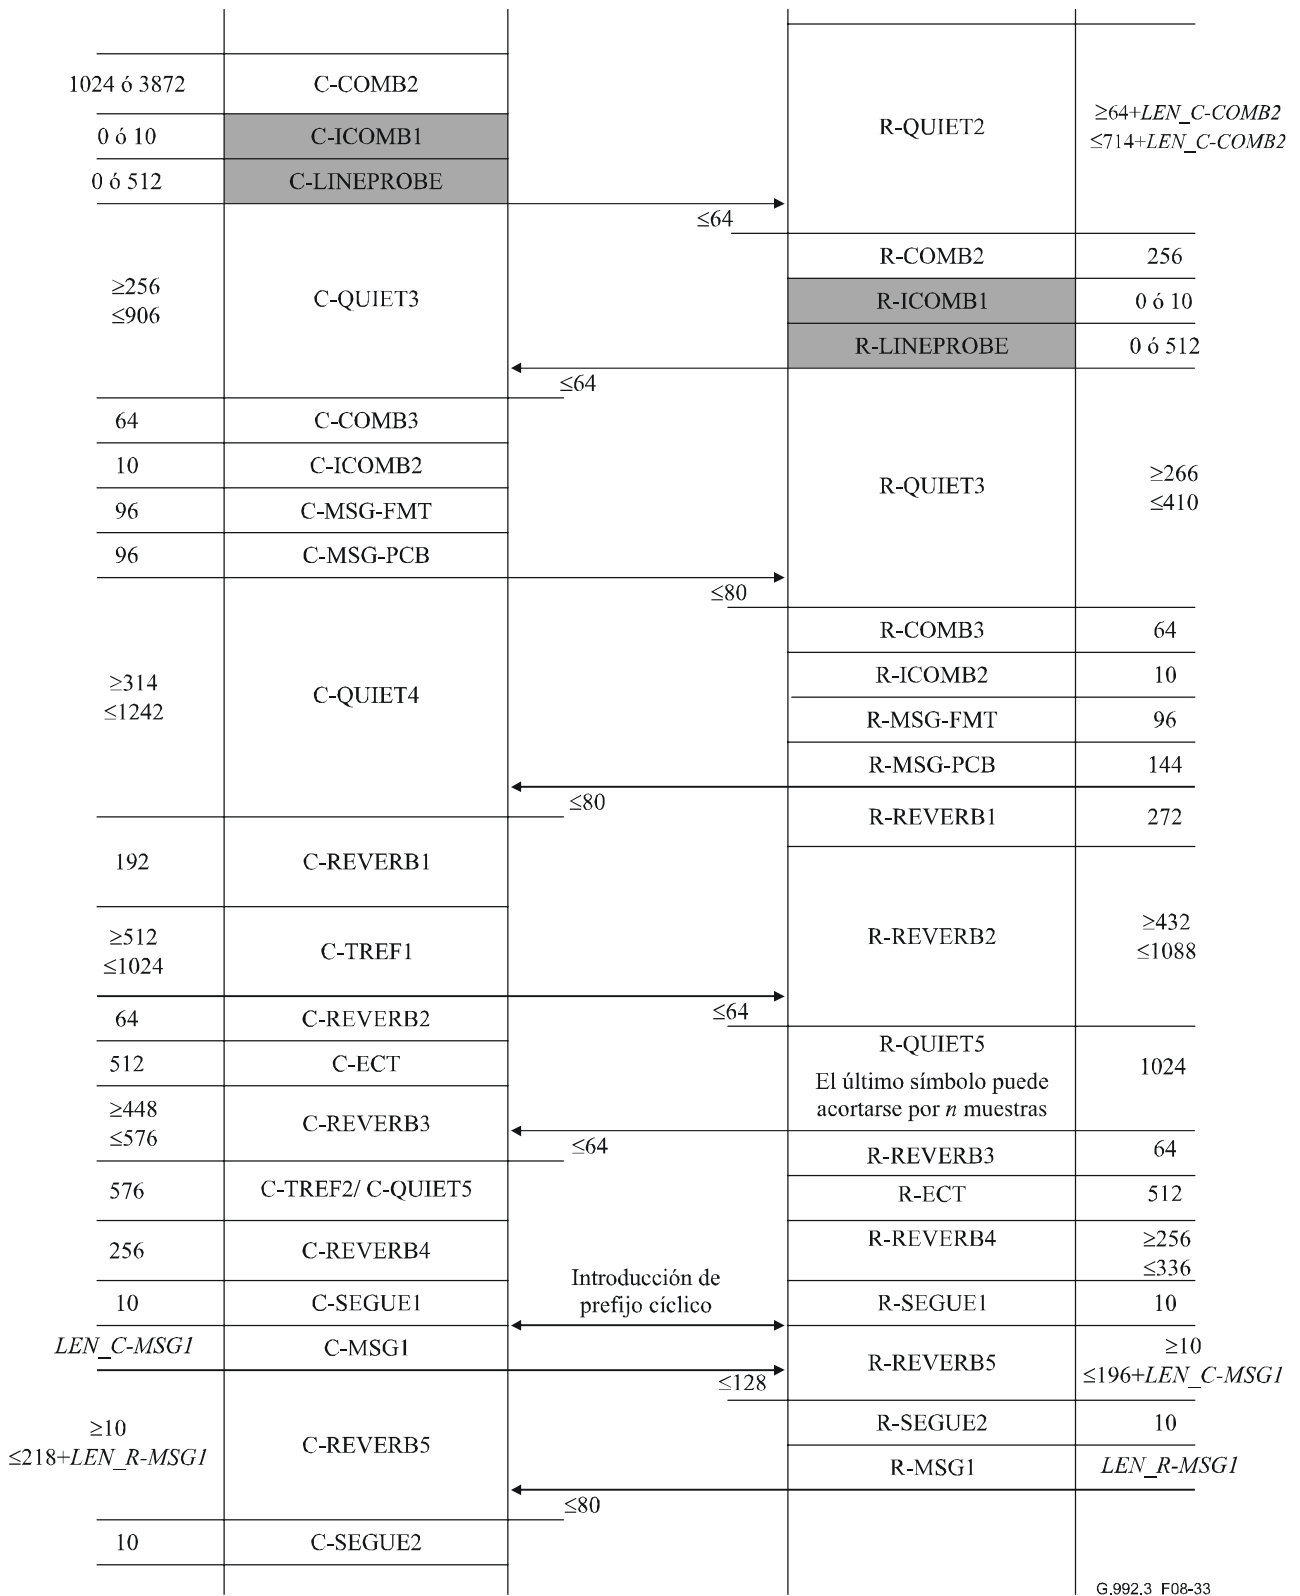 1024 ó 3872
C-COMB2
R-QUIET2
≥64+LEN_C-COMB2
≤714+LEN_C-COMB2
0 ó 10
C-ICOMB1
0 ó 512
C-LINEPROBE
≤64
R-COMB2
256
≥256
≤906
C-QUIET3
R-ICOMB1
0 ó 10
R-LINEPROBE
0 ó 512
≤64
64
C-COMB3
10
C-ICOMB2
R-QUIET3
≥266
≤410
96
C-MSG-FMT
96
C-MSG-PCB
≤80
R-COMB3
64
≥314
≤1242
C-QUIET4
R-ICOMB2
10
R-MSG-FMT
96
R-MSG-PCB
144
≤80
R-REVERB1
272
192
C-REVERB1
≥512
≤1024
C-TREF1
R-REVERB2
≥432
≤1088
≤64
64
C-REVERB2
R-QUIET5
El último símbolo puede
acortarse por n muestras
1024
512
C-ECT
≥448
≤576
C-REVERB3
≤64
R-REVERB3
64
576
C-TREF2/ C-QUIET5
R-ECT
512
256
C-REVERB4
R-REVERB4
≥256
≤336
Introducción de
prefijo cíclico
10
C-SEGUE1
R-SEGUE1
10
LEN_C-MSG1
C-MSG1
R-REVERB5
≥10
≤196+LEN_C-MSG1
≤128
≥10
≤218+LEN_R-MSG1
C-REVERB5
R-SEGUE2
10
R-MSG1
LEN_R-MSG1
≤80
10
C-SEGUE2
G.992.3_F08-33